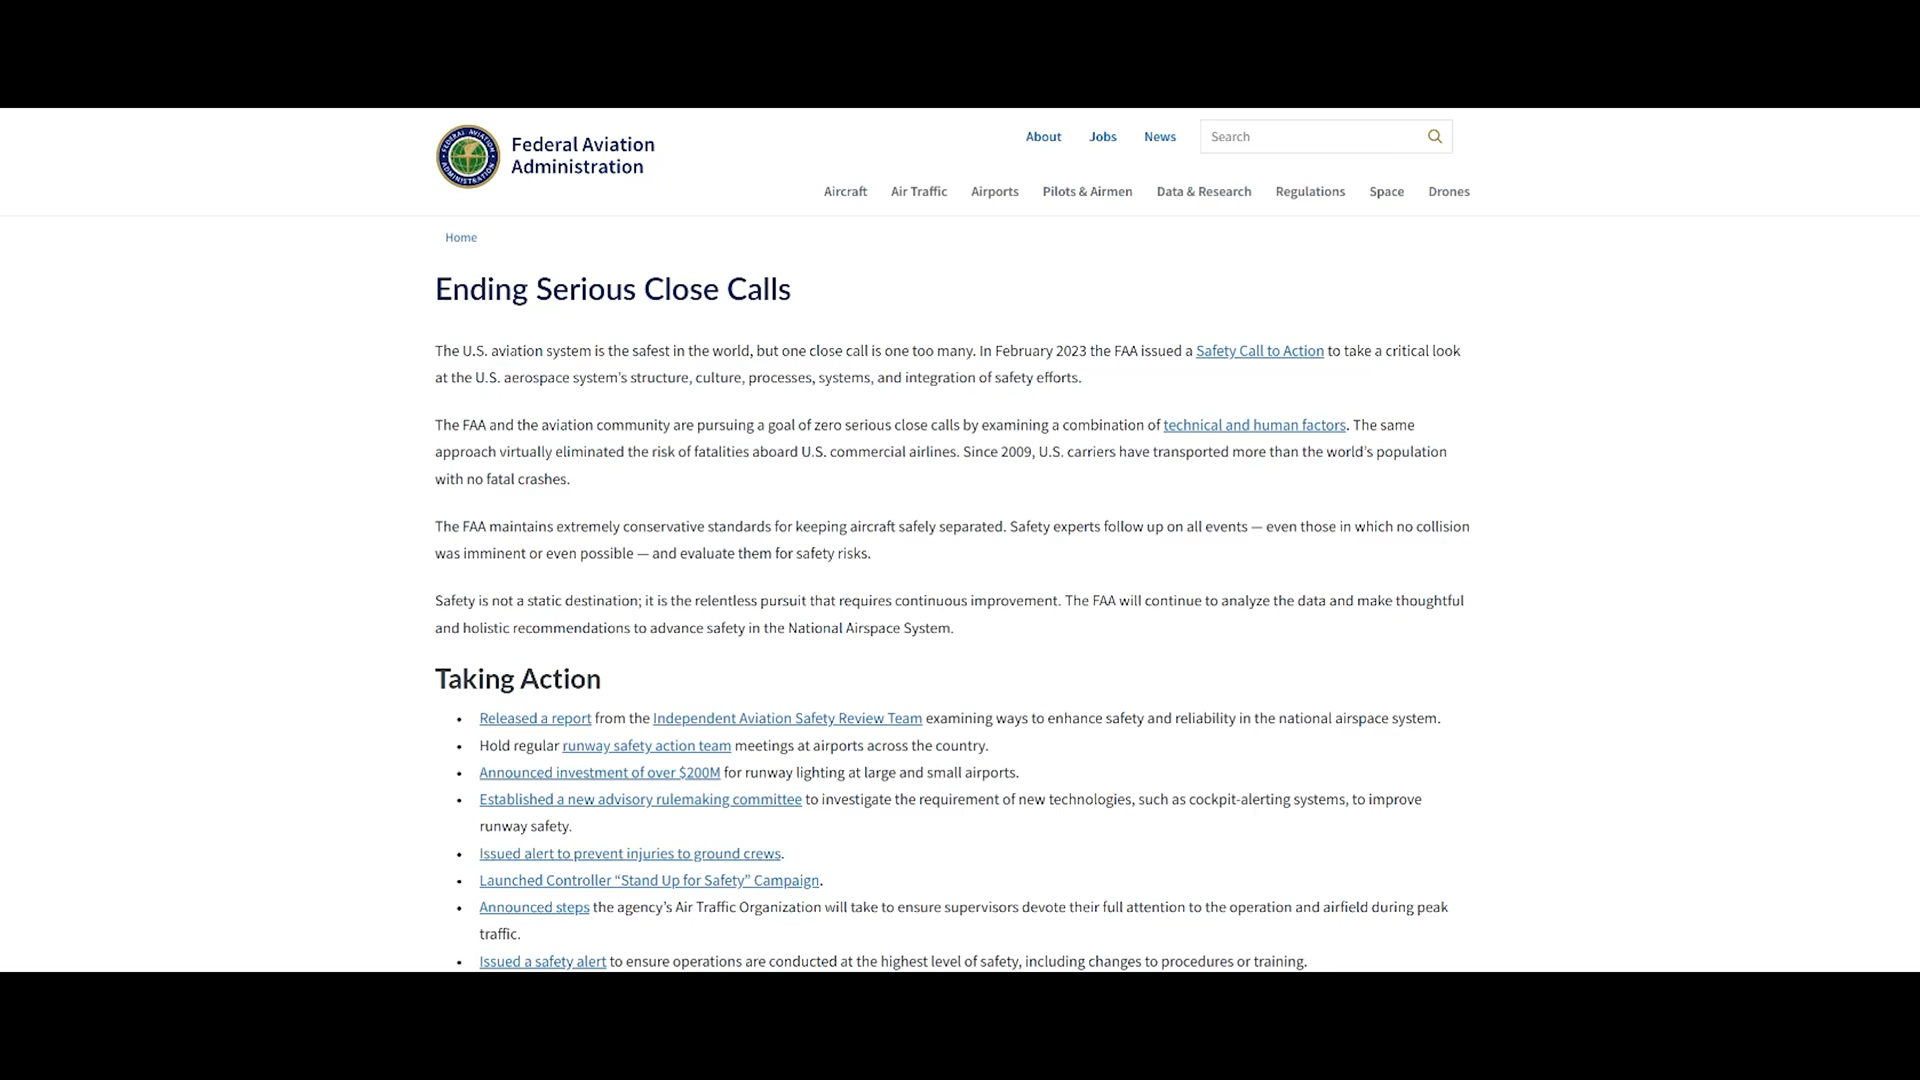 Federal Aviation
Administration
About Jobs News Search
Aircraft Air Traffic Airports Pilots & Airmen Data & Research Regulations Space Drones
Home
Ending Serious Close Calls
The U.S. aviation system is the safest in the world, but one close call is one too many. In February 2023 the FAA issued a Safety Call to Action to take a critical look
at the U.S. aerospace system's structure, culture, processes, systems, and integration of safety efforts.
The FAA and the aviation community are pursuing a goal of zero serious close calls by examining a combination of technical and human factors. The same
approach virtually eliminated the risk of fatalities aboard U.S. commercial airlines. Since 2009, U.S. carriers have transported more than the world's population
with no fatal crashes.
The FAA maintains extremely conservative standards for keeping aircraft safely separated. Safety experts follow up on all events — even those in which no collision
was imminent or even possible — and evaluate them for safety risks.
Safety is not a static destination; it is the relentless pursuit that requires continuous improvement. The FAA will continue to analyze the data and make thoughtful
and holistic recommendations to advance safety in the National Airspace System.
Taking Action
• Released a report from the Independent Aviation Safety Review Team examining ways to enhance safety and reliability in the national airspace system.
• Hold regular runway safety action team meetings at airports across the country.
• Announced investment of over $200M for runway lighting at large and small airports.
• Established a new advisory rulemaking committee to investigate the requirement of new technologies, such as cockpit-alerting systems, to improve
runway safety.
• Issued alert to prevent injuries to ground crews.
• Launched Controller “Stand Up for Safety” Campaign.
• Announced steps the agency's Air Traffic Organization will take to ensure supervisors devote their full attention to the operation and airfield during peak
traffic.
• Issued a safety alert to ensure operations are conducted at the highest level of safety, including changes to procedures or training.